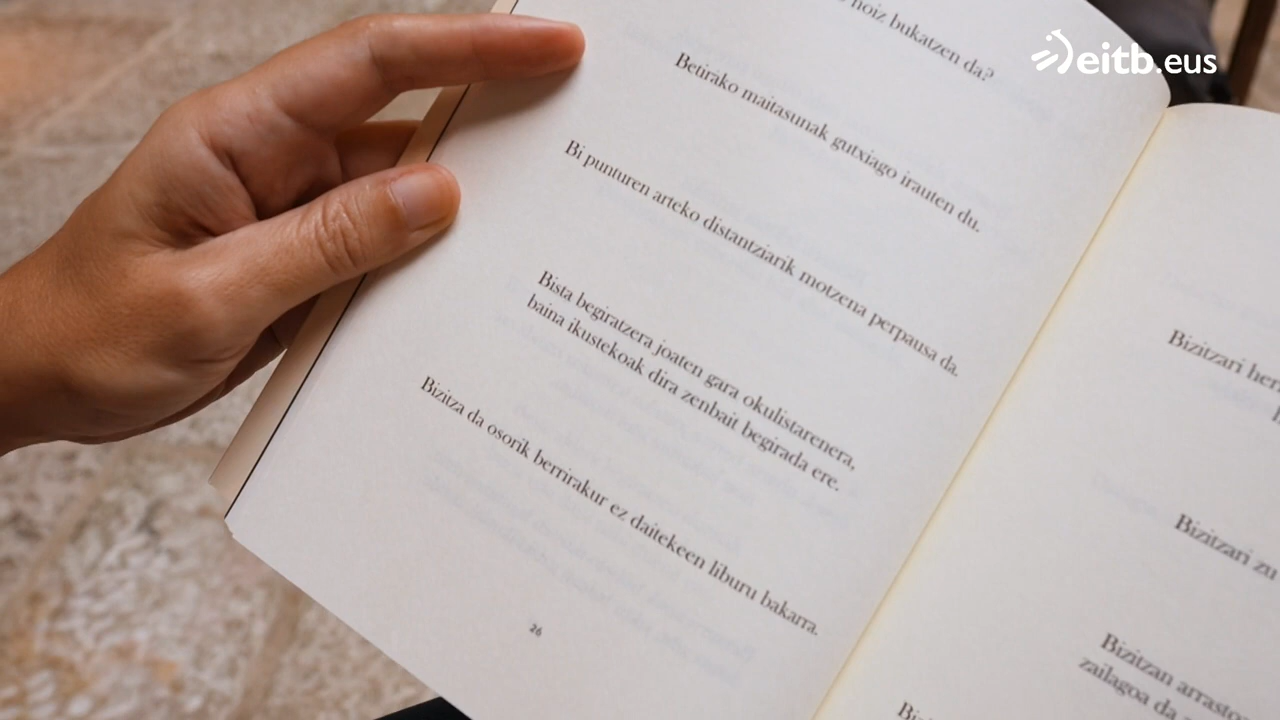 noiz bukatzen da?
Betirako maitasunak gutxiago irauten du.
Bi punturen arteko distantziarik motzena perpausa da.
Bista begiratzera joaten gara okulistarenera,
baina ikustekoak dira zenbait begirada ere.
Bizitza da osorik berrirakur ez daitekeen liburu bakarra.
26
Bizitzari
Bizitzari zu
Bizitzan
zailagoa da
eitb.eus